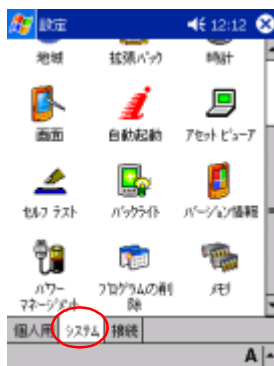 設定 12:12
地域 拡張パック 時計
画面 自動起動 アセット ビューア
セルフ テスト バックライト バージョン情報
パワー マネージメント プログラムの削除 メモリ
個人用 システム 接続
A